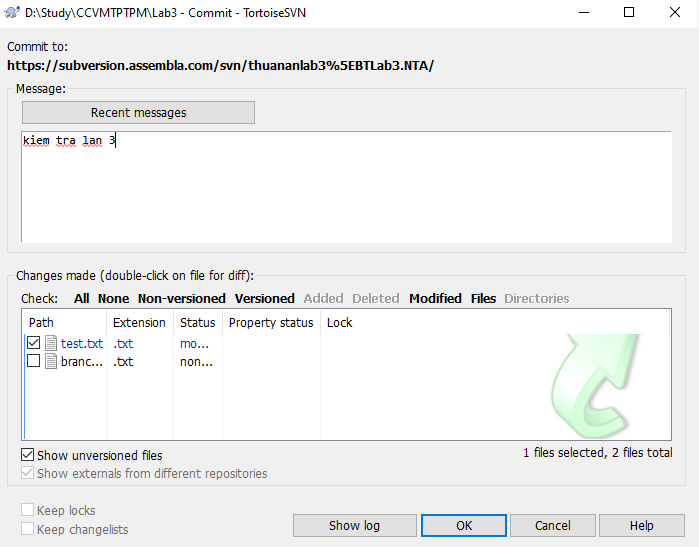 D:\Study\CCVMTPTPM\Lab3 - Commit - TortoiseSVN
Commit to:
https://subversion.assembla.com/svn/thuananlab3%5EBTLab3.NTA/
Message:
Recent messages
kiem tra lan 3
Changes made (double-click on file for diff):
Check: All None Non-versioned Versioned Added Deleted Modified Files Directories
Path Extension Status Property status Lock
test.txt .txt mo...
branc... .txt non...
Show unversioned files 1 files selected, 2 files total
Show externals from different repositories
Keep locks
Keep changelists
Show log OK Cancel Help